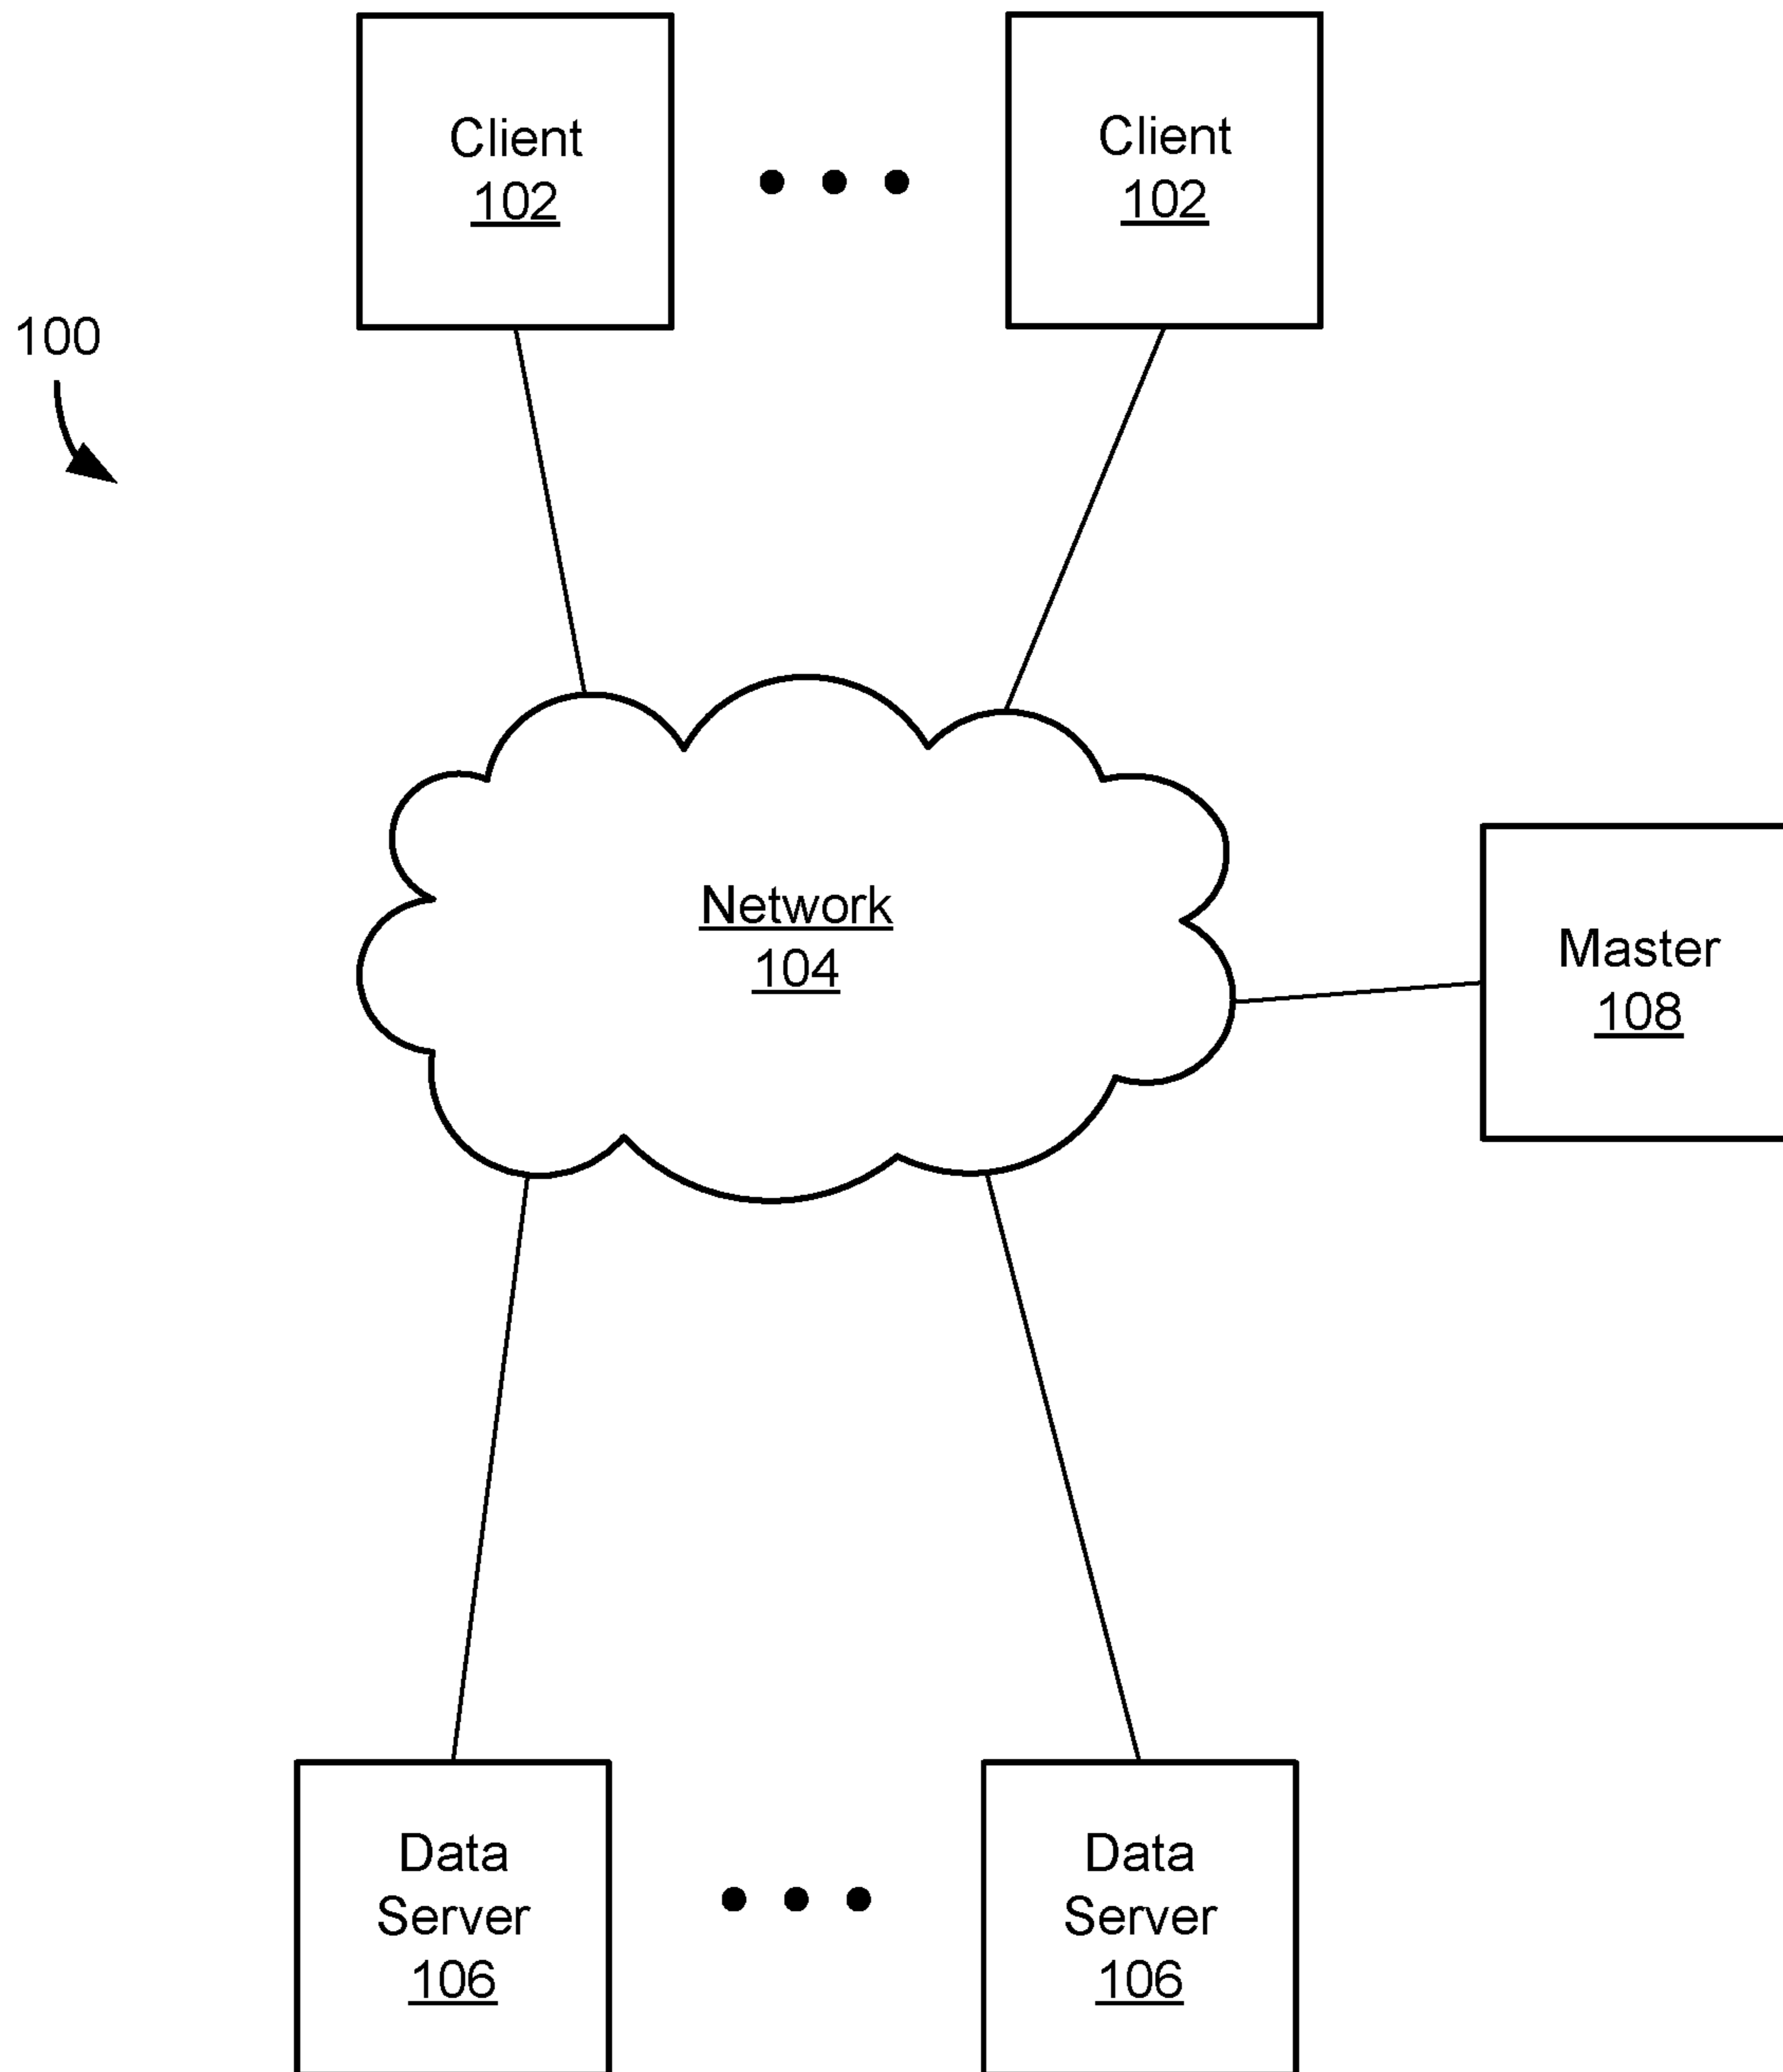 Client
102
Client
102
100
Network
104
Master
108
Data
Server
106
Data
Server
106